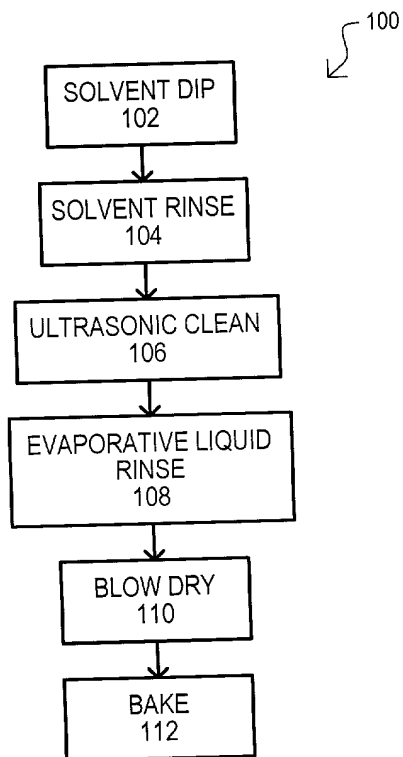 100
SOLVENT DIP
102
SOLVENT RINSE
104
ULTRASONIC CLEAN
106
EVAPORATIVE LIQUID
RINSE
108
BLOW DRY
110
BAKE
112